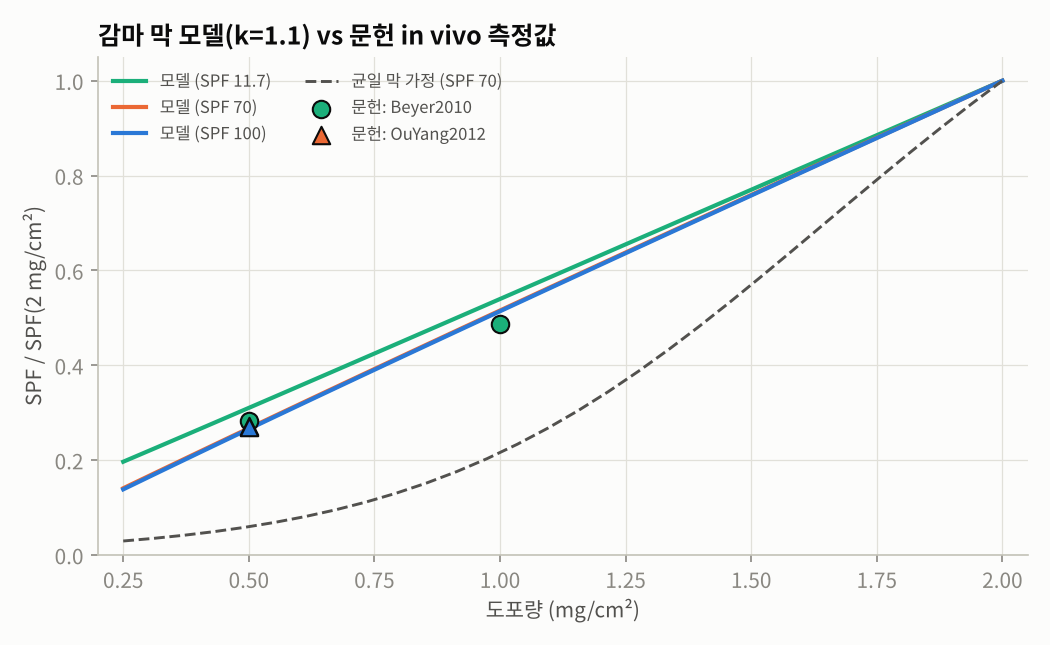 감마 막 모델(k=1.1) vs 문헌 in vivo 측정값
모델 (SPF 11.7)
모델 (SPF 70)
모델 (SPF 100)
균일 막 가정 (SPF 70)
문헌: Beyer2010
문헌: OuYang2012
SPF / SPF(2 mg/cm²)
1.0
0.8
0.6
0.4
0.2
0.0
0.25 0.50 0.75 1.00 1.25 1.50 1.75 2.00
도포량 (mg/cm²)